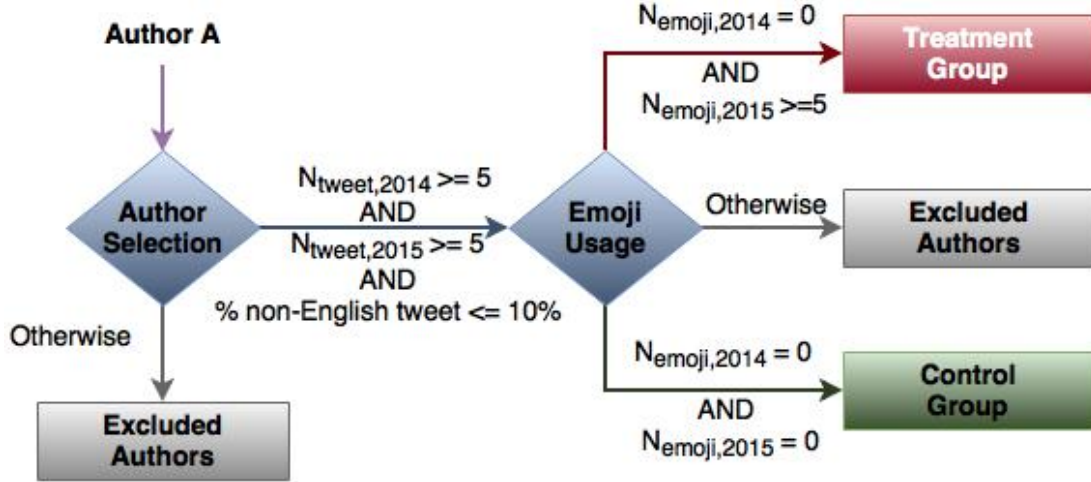 Author A
Author
Selection
Otherwise
Excluded
Authors
Ntweet,2014 >= 5
AND
Ntweet,2015 >= 5
AND
% non-English tweet <= 10%
Emoji
Usage
Nemoji,2014 = 0
AND
Nemoji,2015 >=5
Treatment
Group
Otherwise
Excluded
Authors
Nemoji,2014 = 0
AND
Nemoji,2015 = 0
Control
Group